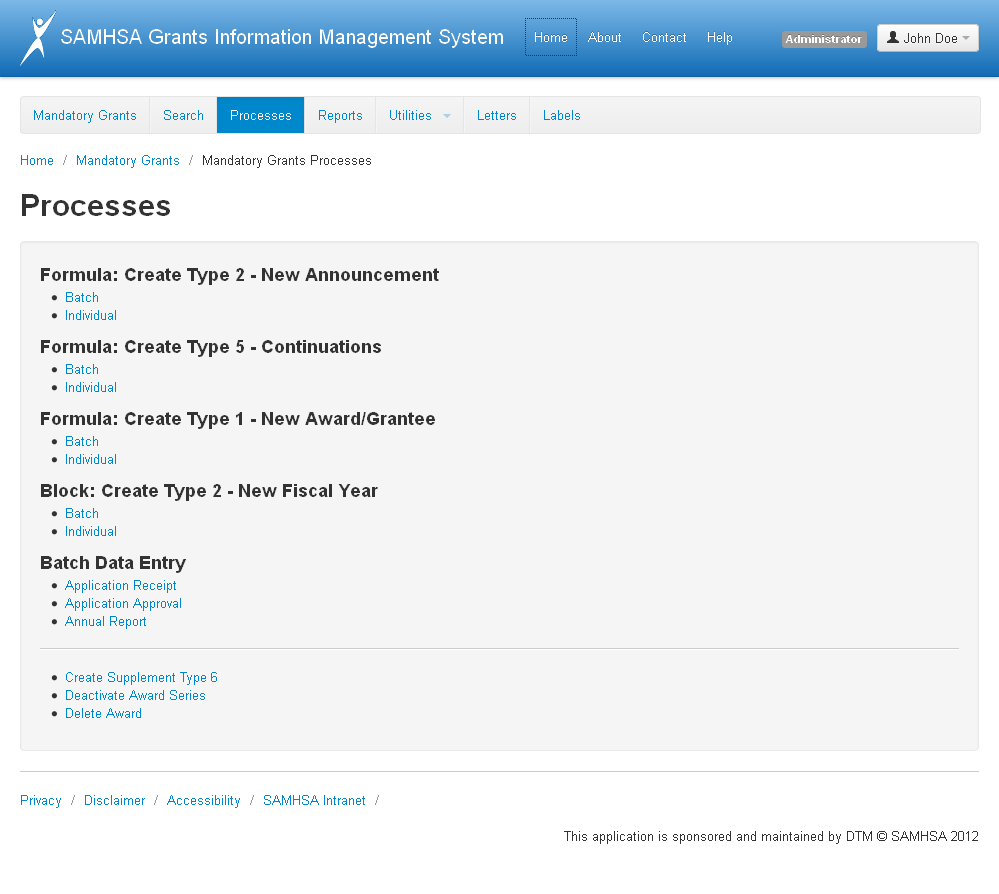 SAMHSA Grants Information Management System Home About Contact Help Administrator John Doe
Mandatory Grants Search Processes Reports Utilities Letters Labels
Home / Mandatory Grants / Mandatory Grants Processes
Processes
Formula: Create Type 2 - New Announcement
Batch
Individual
Formula: Create Type 5 - Continuations
Batch
Individual
Formula: Create Type 1 - New Award/Grantee
Batch
Individual
Block: Create Type 2 - New Fiscal Year
Batch
Individual
Batch Data Entry
Application Receipt
Application Approval
Annual Report
Create Supplement Type 6
Deactivate Award Series
Delete Award
Privacy / Disclaimer / Accessibility / SAMHSA Intranet /
This application is sponsored and maintained by DTM © SAMHSA 2012